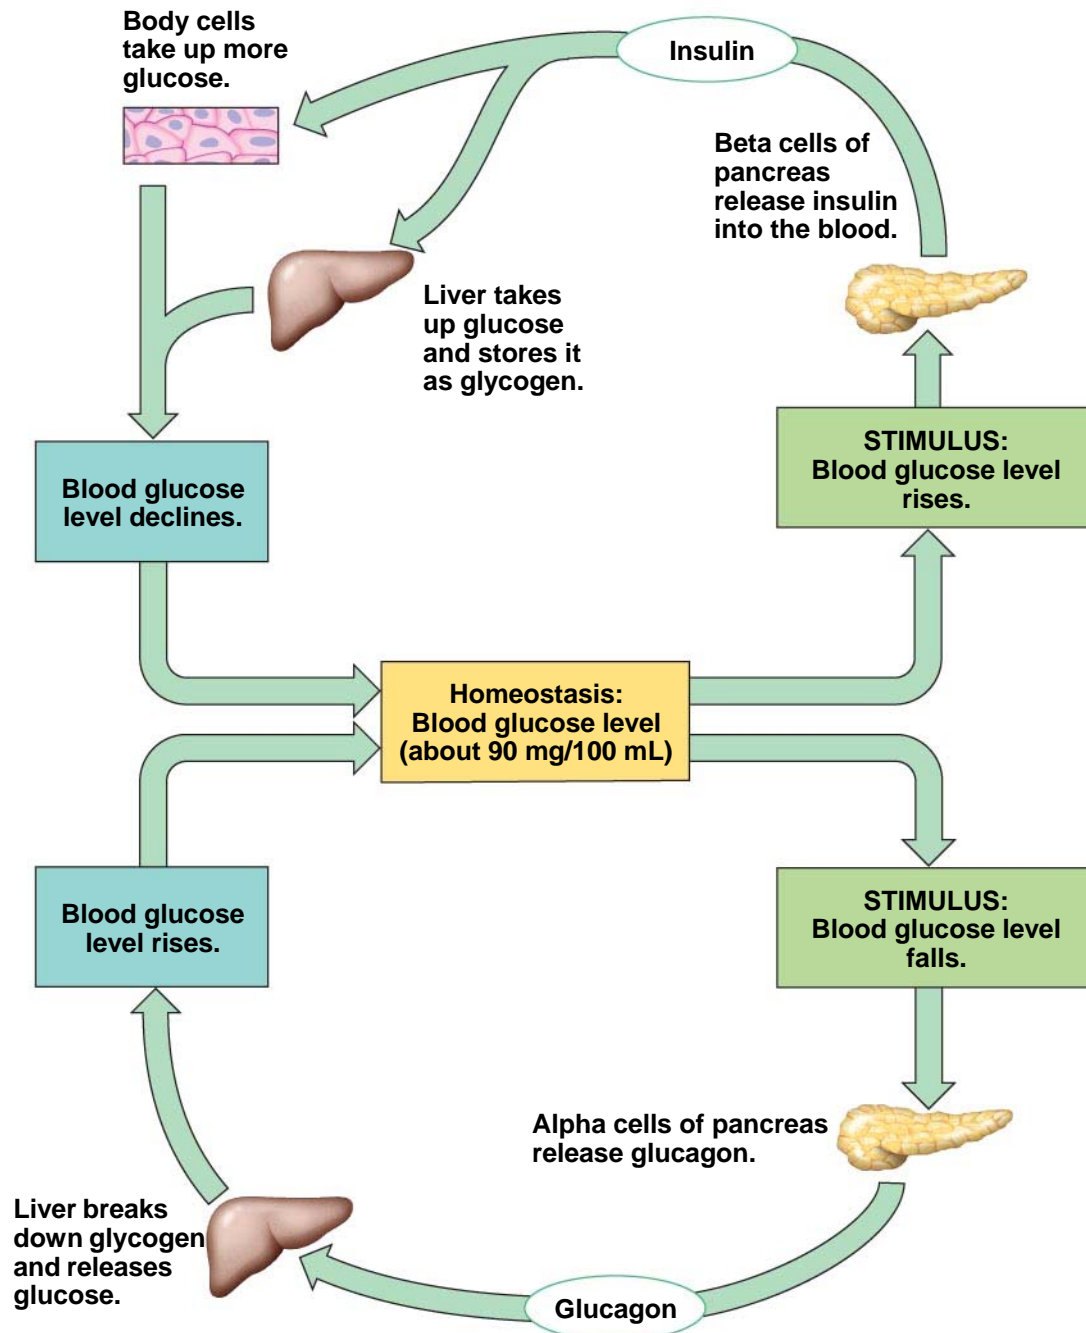 Body cells
take up more
glucose.
Insulin
Beta cells of
pancreas
release insulin
into the blood.
Liver takes
up glucose
and stores it
as glycogen.
STIMULUS:
Blood glucose level
rises.
Blood glucose
level declines.
Homeostasis:
Blood glucose level
(about 90 mg/100 mL)
Blood glucose
level rises.
STIMULUS:
Blood glucose level
falls.
Alpha cells of pancreas
release glucagon.
Liver breaks
down glycogen
and releases
glucose.
Glucagon